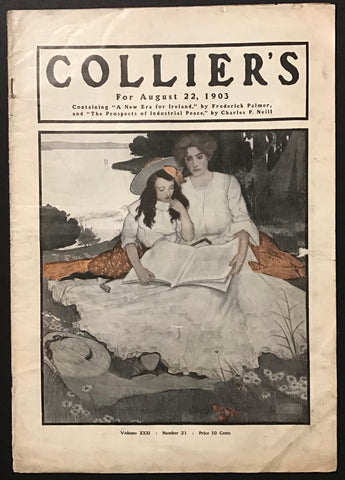 COLLIER'S
For August 22, 1903
Containing "A New Era for Ireland," by Frederick Palmer,
and "The Prospects of Industrial Peace," by Charles P. Neill
Volume XXXI : Number 21 : Price 10 Cents